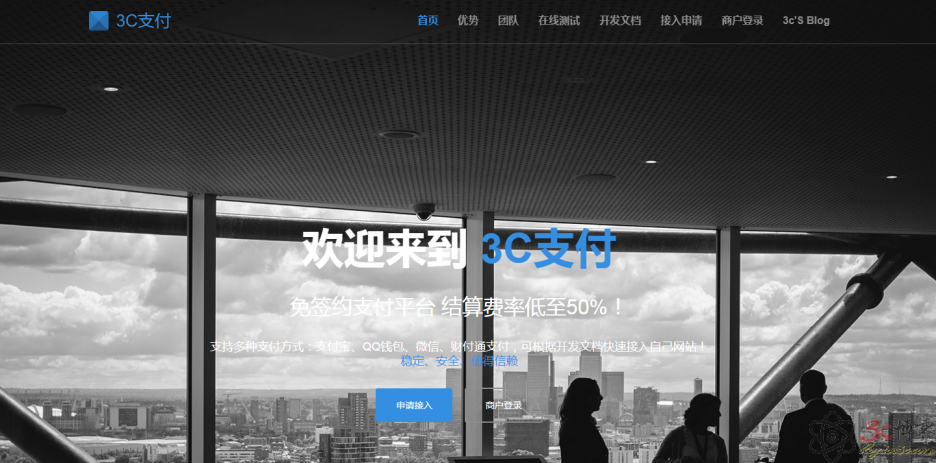 3C支付
首页 优势 团队 在线测试 开发文档 接入申请 商户登录 3c'S Blog
欢迎来到 3C支付
免签约支付平台 结算费率低至50%！
支持多种支付方式：支付宝、QQ钱包、微信、财付通支付，可根据开发文档快速接入自己网站！
稳定、安全、值得信赖
申请接入 商户登录